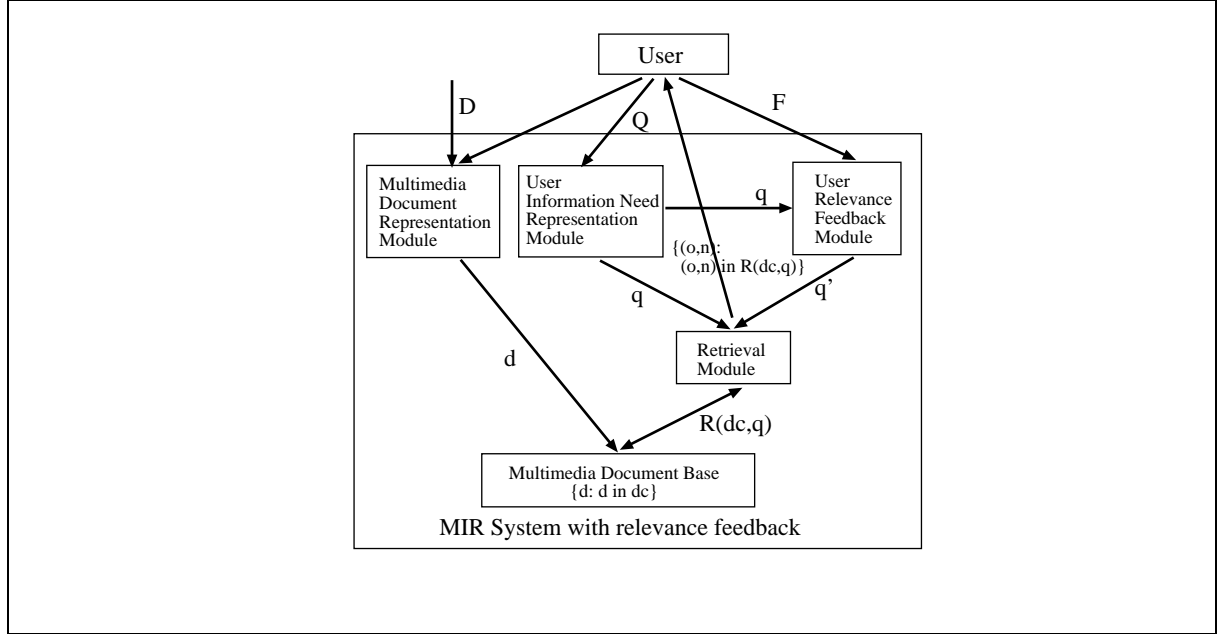 User
D
Q
F
Multimedia
Document
Representation
Module
User
Information Need
Representation
Module
q
User
Relevance
Feedback
Module
{(o,n):
(o,n) in R(dc,q)}
q
q’
Retrieval
Module
d
R(dc,q)
Multimedia Document Base
{d: d in dc}
MIR System with relevance feedback